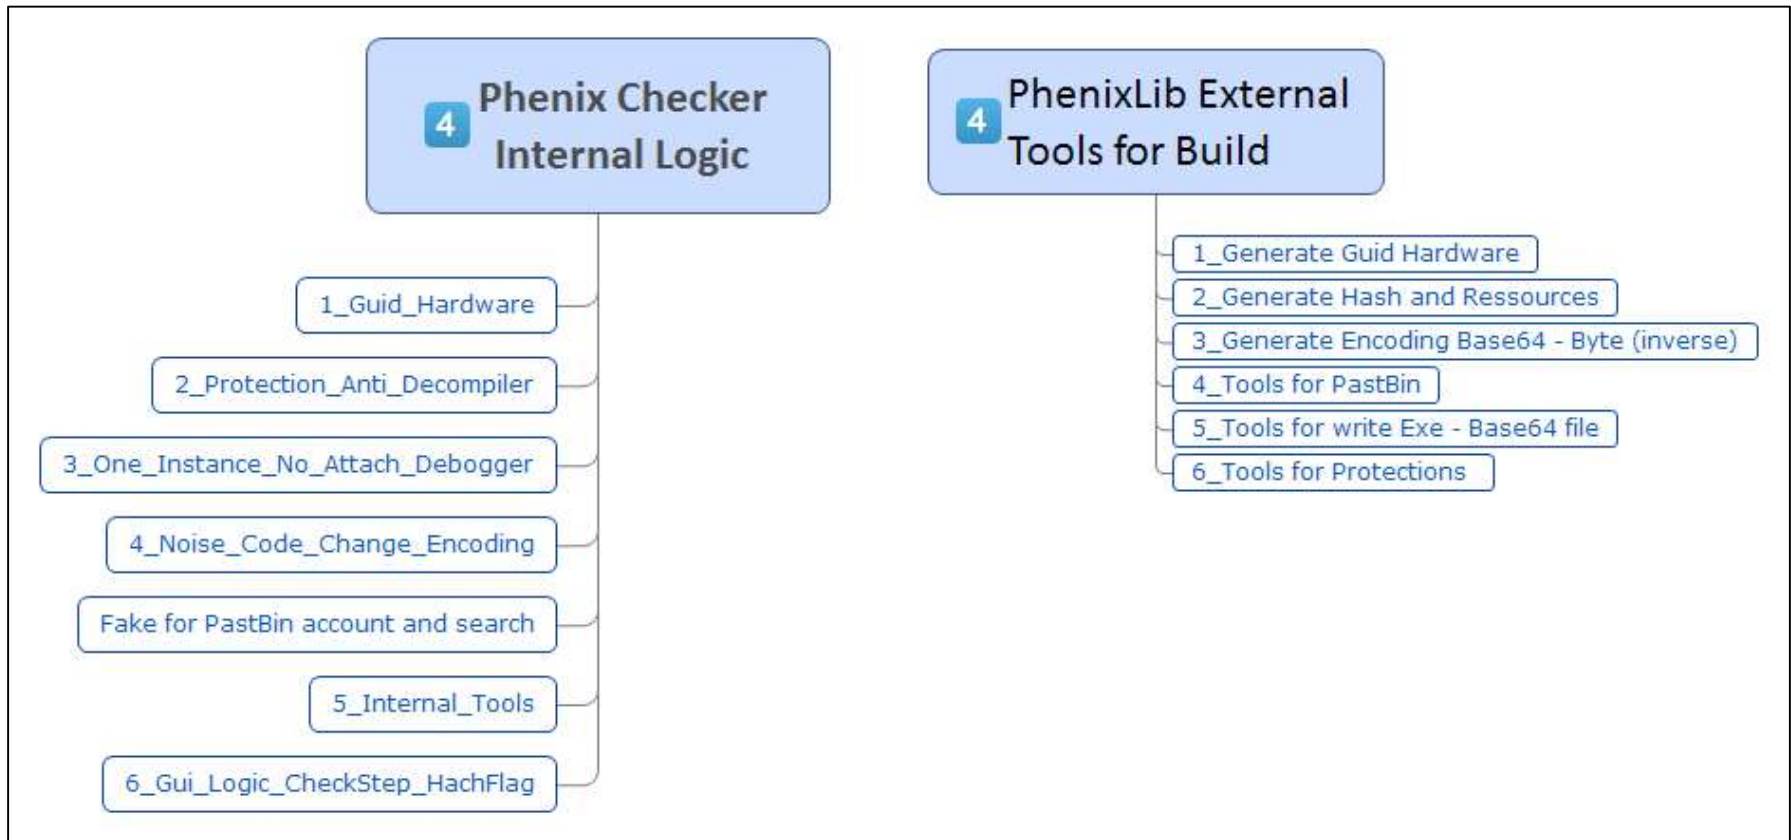 4
Phenix Checker
Internal Logic
1_Guid_Hardware
2_Protection_Anti_Decompiler
3_One_Instance_No_Attach_Debogger
4_Noise_Code_Change_Encoding
Fake for PastBin account and search
5_Internal_Tools
6_Gui_Logic_CheckStep_HachFlag
4
PhenixLib External
Tools for Build
1_Generate Guid Hardware
2_Generate Hash and Ressources
3_Generate Encoding Base64 - Byte (inverse)
4_Tools for PastBin
5_Tools for write Exe - Base64 file
6_Tools for Protections